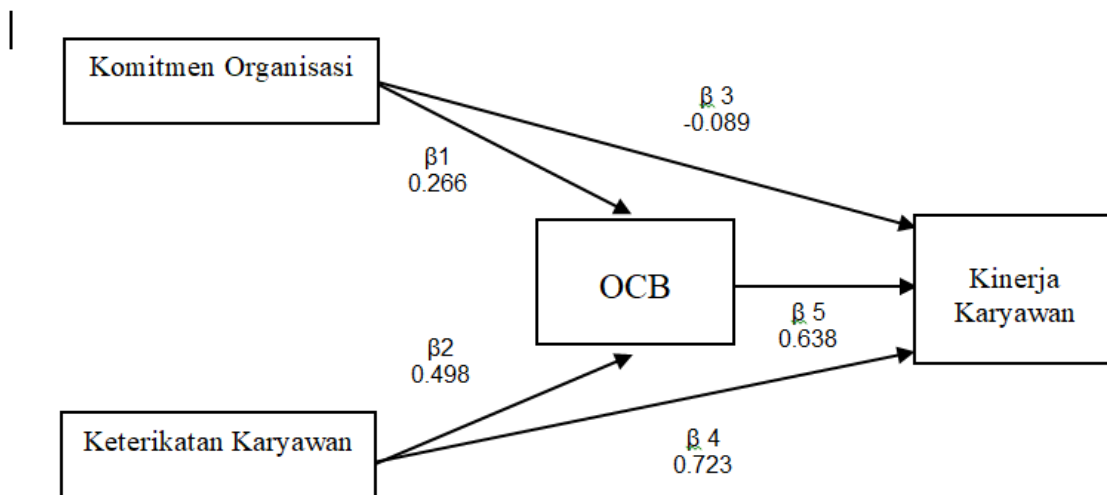 Komitmen Organisasi
β 3
-0.089
β1
0.266
OCB
Kinerja
Karyawan
β 5
0.638
β2
0.498
Keterikatan Karyawan
β 4
0.723